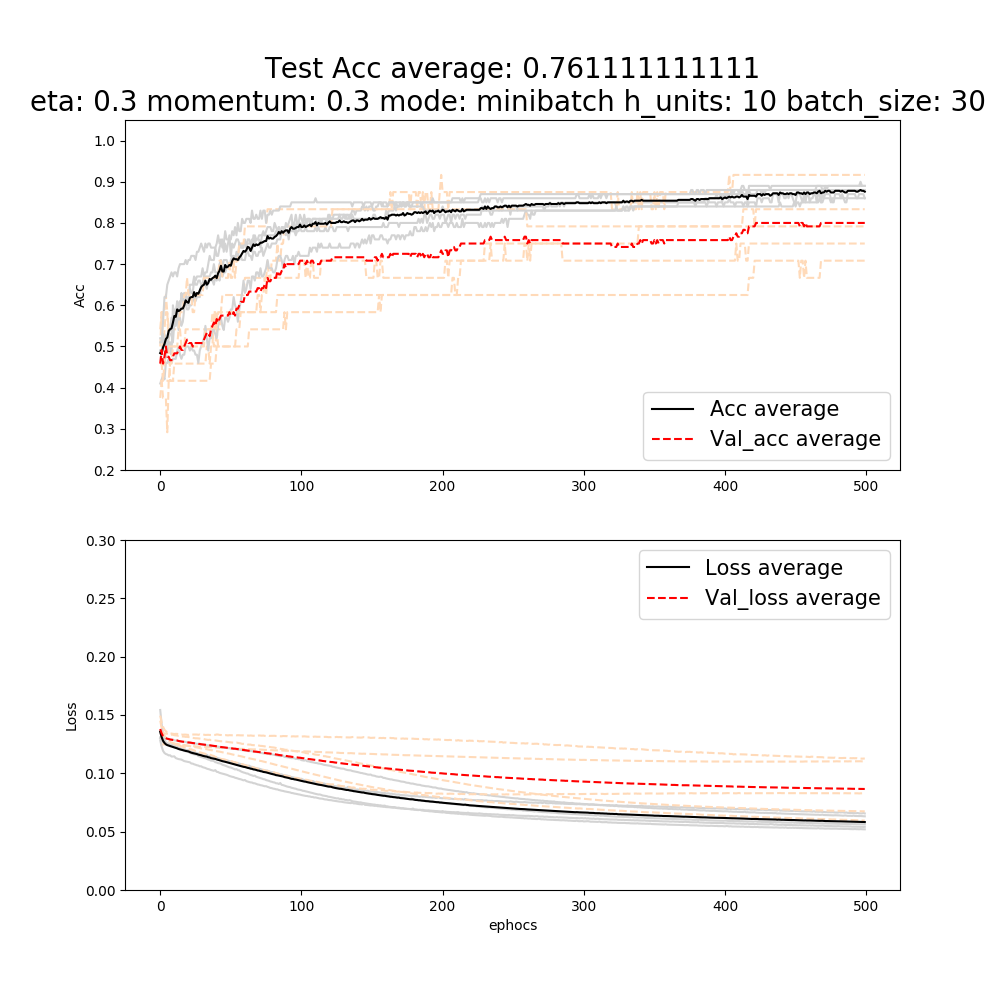 Test Acc average: 0.761111111111
eta: 0.3 momentum: 0.3 mode: minibatch h_units: 10 batch_size: 30
1.0
0.9
0.8
0.7
0.6
0.5
0.4
0.3
0.2
Acc
Acc average
Val_acc average
0 100 200 300 400 500
0.30
0.25
0.20
0.15
0.10
0.05
0.00
Loss
Loss average
Val_loss average
0 100 200 300 400 500
ephocs